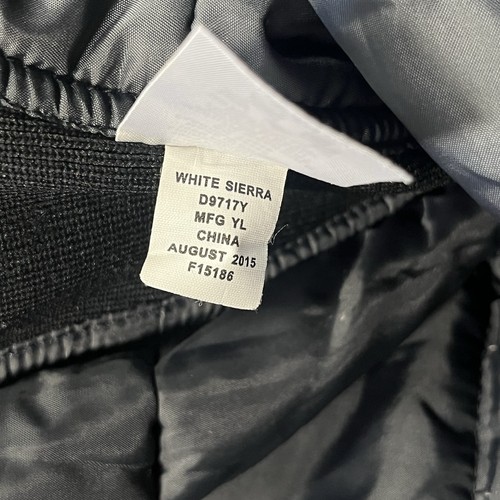 WHITE SIERRA
D9717Y
MFG YL
CHINA
AUGUST 2015
F15186